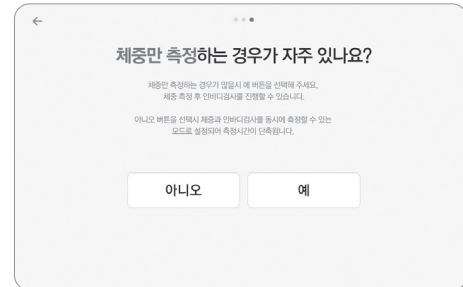 체중만 측정하는 경우가 자주 있나요?
체중만 측정하는 경우가 많을시 예 버튼을 선택해 주세요.
체중 측정 후 인바디검사를 진행할 수 있습니다.
아니오 버튼을 선택시 체중과 인바디검사를 동시에 측정할 수 있는
모드로 설정되어 측정시간이 단축됩니다.
아니오
예